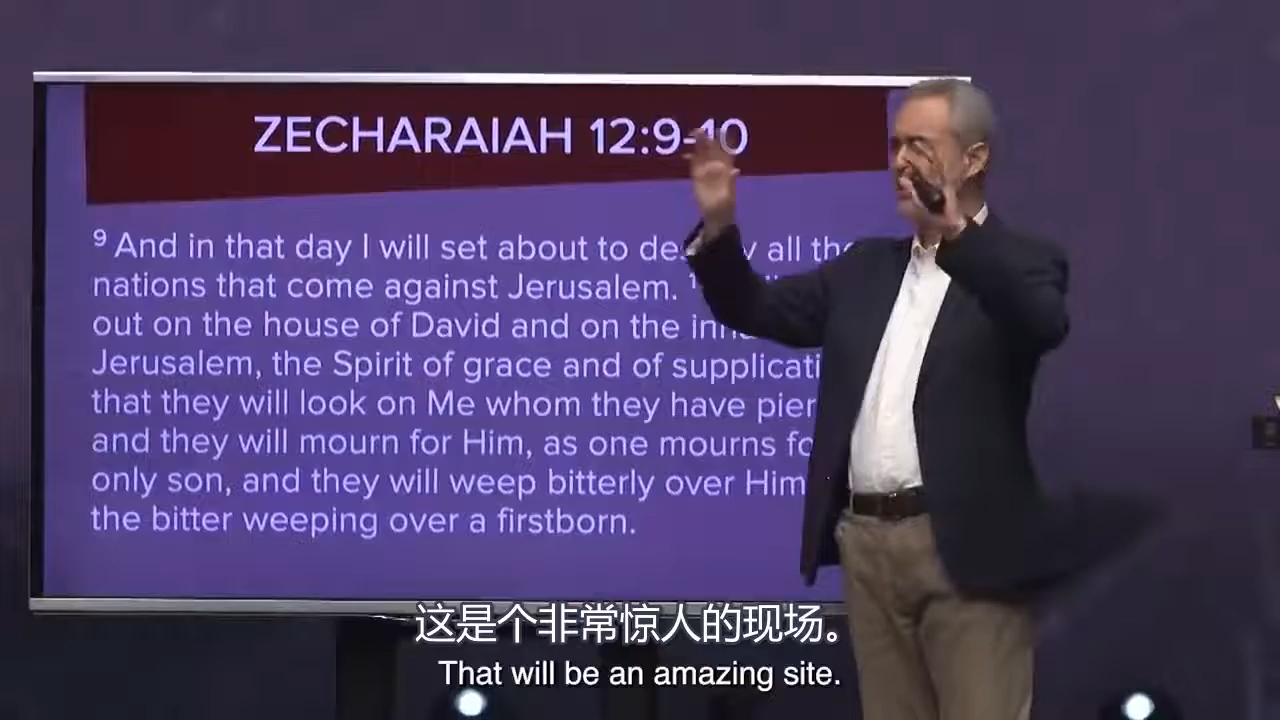 ZECHARAIAH 12:9-10
9 And in that day I will set about to all the
nations that come against Jerusalem.
out on the house of David and on the
Jerusalem, the Spirit of grace and of
that they will look on Me whom they have
and they will mourn for Him, as one mourns
only son, and they will weep bitterly over Him
the bitter weeping over a firstborn.
这是个非常惊人的现场。
That will be an amazing site.